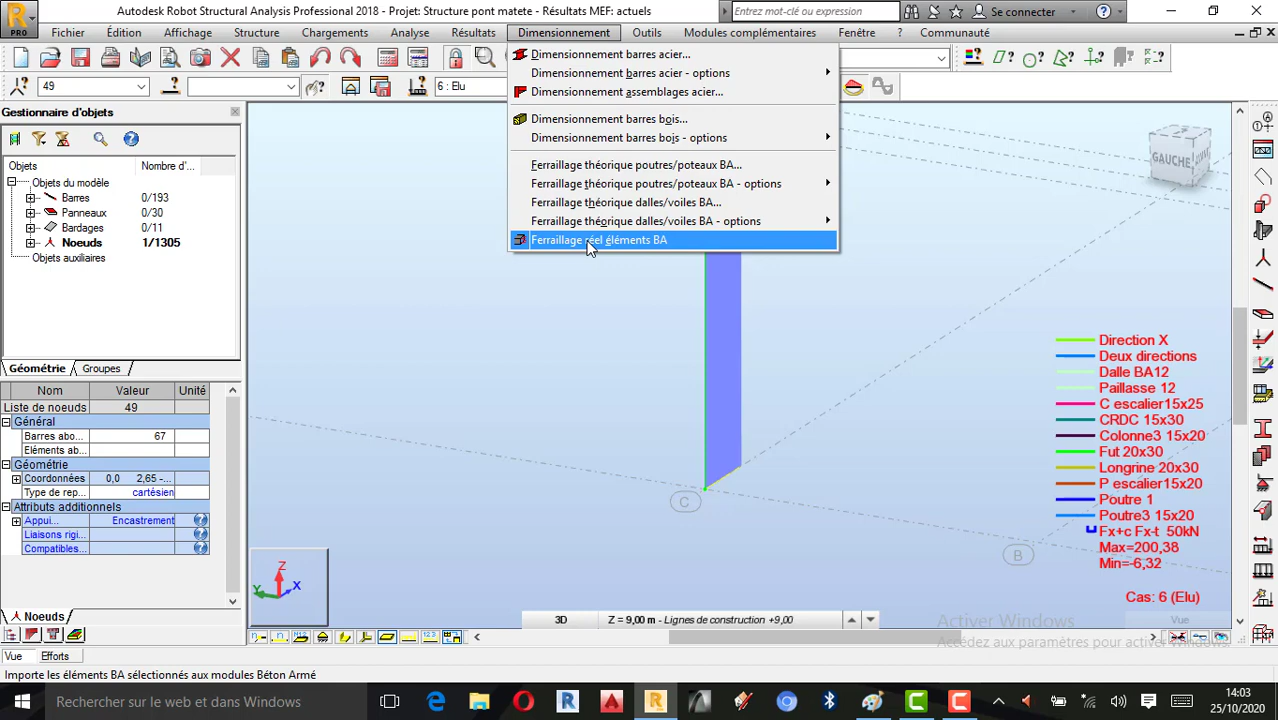 PRO
Autodesk Robot Structural Analysis Professional 2018 - Projet: Structure pont matete - Résultats MEF: actuels
Entrez mot-clé ou expression
Se connecter
?
Fichier Edition Affichage Structure Chargements Analyse Résultats Dimensionnement Outils Modules complémentaires Fenêtre ? Communauté
49
6 : Elu
Dimensionnement barres acier...
Dimensionnement barres acier - options
Dimensionnement assemblages acier...
Dimensionnement barres bois...
Dimensionnement barres bois - options
Ferraillage théorique poutres/poteaux BA...
Ferraillage théorique poutres/poteaux BA - options
Ferraillage théorique dalles/voiles BA...
Ferraillage théorique dalles/voiles BA - options
Ferraillage réel éléments BA
Gestionnaire d'objets
Objets Nombre d'...
Objets du modèle
Barres 0/193
Panneaux 0/30
Bardages 0/11
Noeuds 1/1305
Objets auxiliaires
Géométrie Groupes
Nom Valeur Unité
Liste de noeuds 49
Général
Barres abo... 67
Eléments ab...
Géométrie
Coordonnées 0,0 2,65 -...
Type de rep... cartésien
Attributs additionnels
Appui... Encastrement
Liaisons rigi...
Compatibles...
Noeuds
Vue Efforts
GAUCHE
C
B
Z
Y
X
Direction X
Deux directions
Dalle BA12
Paillasse 12
C escalier15x25
CRDC 15x30
Colonne3 15x20
Fut 20x30
Longrine 20x30
P escalier15x20
Poutre 1
Poutre3 15x20
Fx+c Fx-t 50kN
Max=200,38
Min=-6,32
Cas: 6 (Elu)
Activer Windows
Accédez aux paramètres pour activer Windows.
Vue
3D
Z = 9,00 m - Lignes de construction +9,00
Importe les éléments BA sélectionnés aux modules Béton Armé
Rechercher sur le web et dans Windows
14:03
25/10/2020